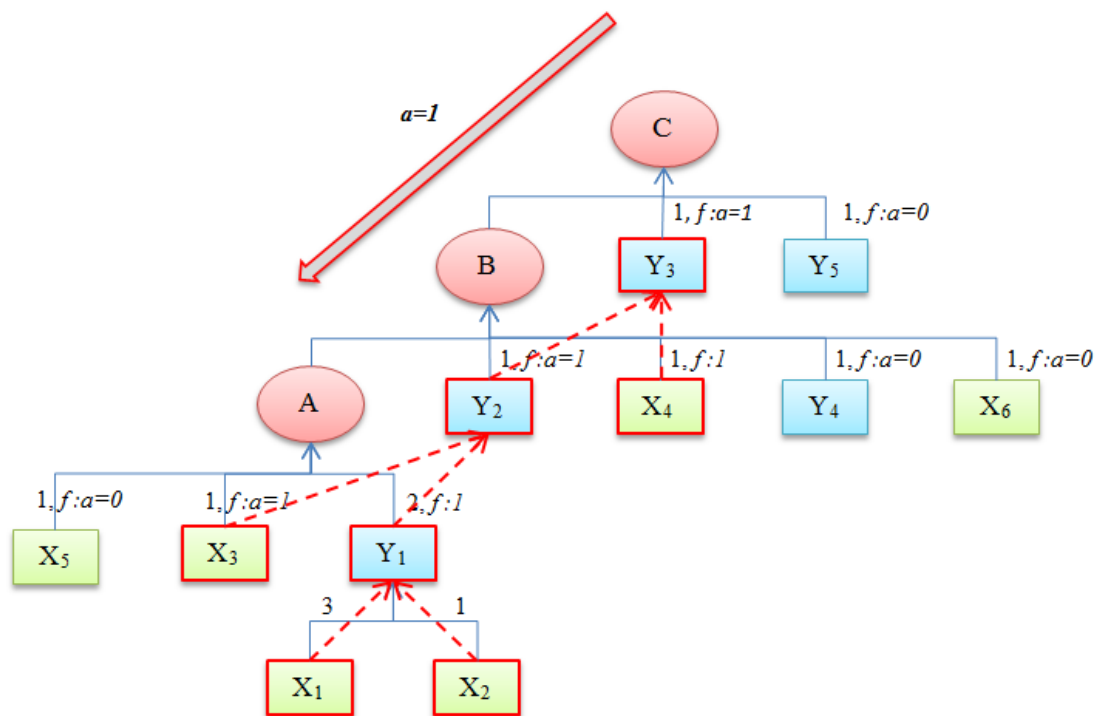 a=1
C
1, f:a=1
1, f:a=0
B
Y3
Y5
1, f:a=1
1, f:1
1, f:a=0
1, f:a=0
A
Y2
X4
Y4
X6
1, f:a=0
1, f:a=1
2, f:1
X5
X3
Y1
3
1
X1
X2